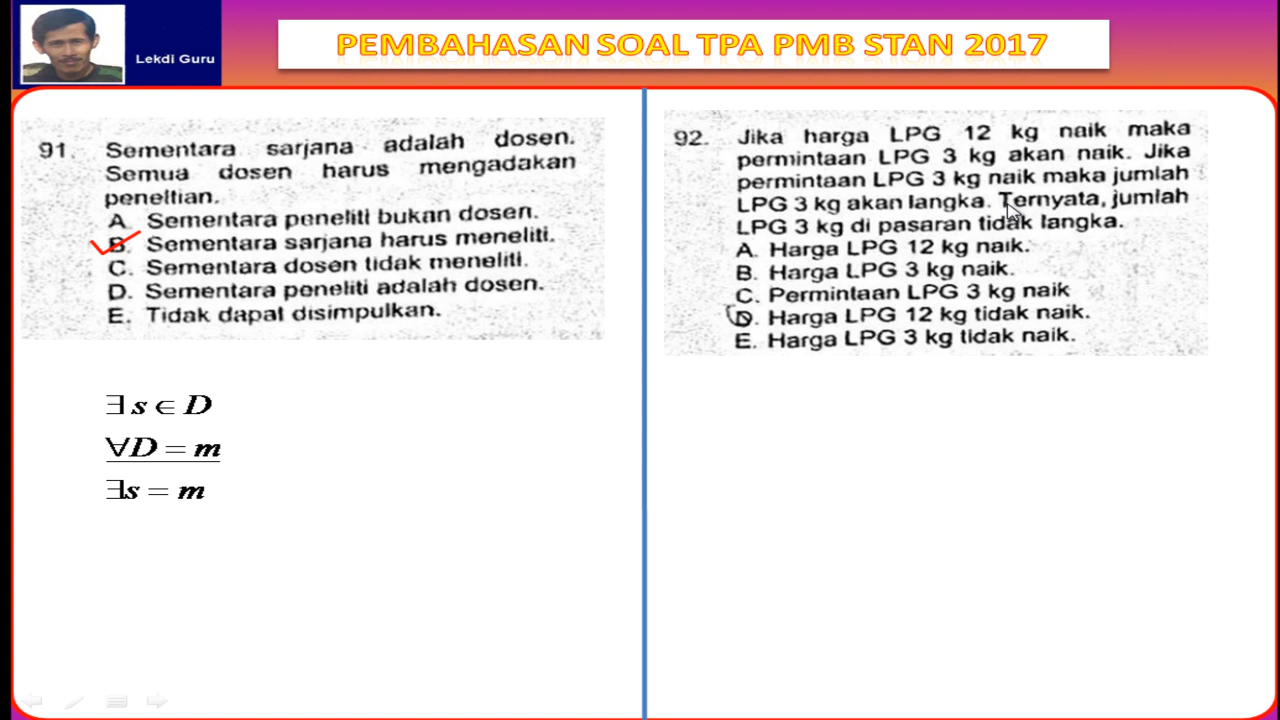 Lekdi Guru
PEMBAHASAN SOAL TPA PMB STAN 2017
91. Sementara sarjana adalah dosen.
Semua dosen harus mengadakan
peneltian.
A. Sementara peneliti bukan dosen.
B. Sementara sarjana harus meneliti.
C. Sementara dosen tidak meneliti.
D. Sementara peneliti adalah dosen.
E. Tidak dapat disimpulkan.
∃ s ∈ D
∀D = m
∃s = m
92. Jika harga LPG 12 kg naik maka
permintaan LPG 3 kg akan naik. Jika
permintaan LPG 3 kg naik maka jumlah
LPG 3 kg akan langka. Ternyata, jumlah
LPG 3 kg di pasaran tidak langka.
A. Harga LPG 12 kg naik.
B. Harga LPG 3 kg naik.
C. Permintaan LPG 3 kg naik
D. Harga LPG 12 kg tidak naik.
E. Harga LPG 3 kg tidak naik.